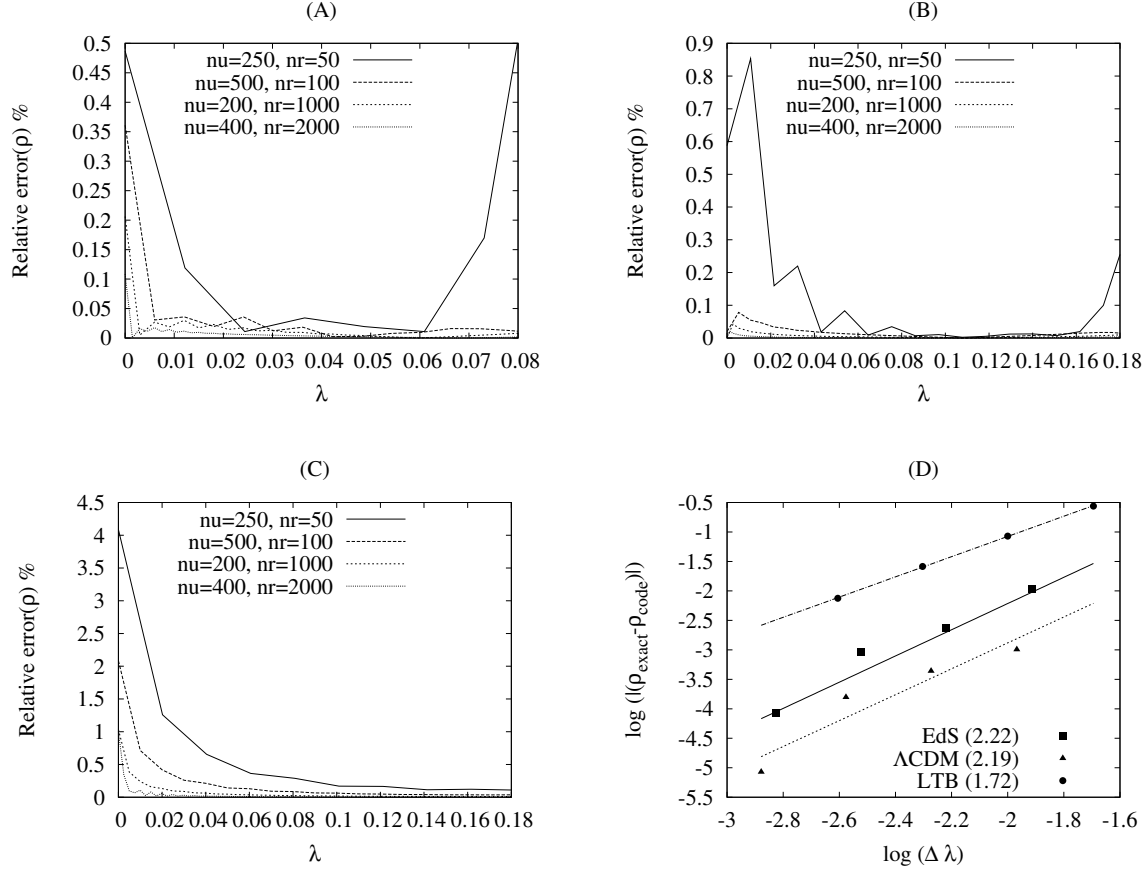 (A)
Relative error(ρ) %
0.5
0.45
0.4
0.35
0.3
0.25
0.2
0.15
0.1
0.05
0
nu=250, nr=50
nu=500, nr=100
nu=200, nr=1000
nu=400, nr=2000
0 0.01 0.02 0.03 0.04 0.05 0.06 0.07 0.08
λ
(B)
Relative error(ρ) %
0.9
0.8
0.7
0.6
0.5
0.4
0.3
0.2
0.1
0
nu=250, nr=50
nu=500, nr=100
nu=200, nr=1000
nu=400, nr=2000
0 0.02 0.04 0.06 0.08 0.1 0.12 0.14 0.16 0.18
λ
(C)
Relative error(ρ) %
4.5
4
3.5
3
2.5
2
1.5
1
0.5
0
nu=250, nr=50
nu=500, nr=100
nu=200, nr=1000
nu=400, nr=2000
0 0.02 0.04 0.06 0.08 0.1 0.12 0.14 0.16 0.18
λ
(D)
log (|(ρexact-ρcode)|)
-0.5
-1
-1.5
-2
-2.5
-3
-3.5
-4
-4.5
-5
-5.5
EdS (2.22)
ΛCDM (2.19)
LTB (1.72)
-3 -2.8 -2.6 -2.4 -2.2 -2 -1.8 -1.6
log (Δ λ)